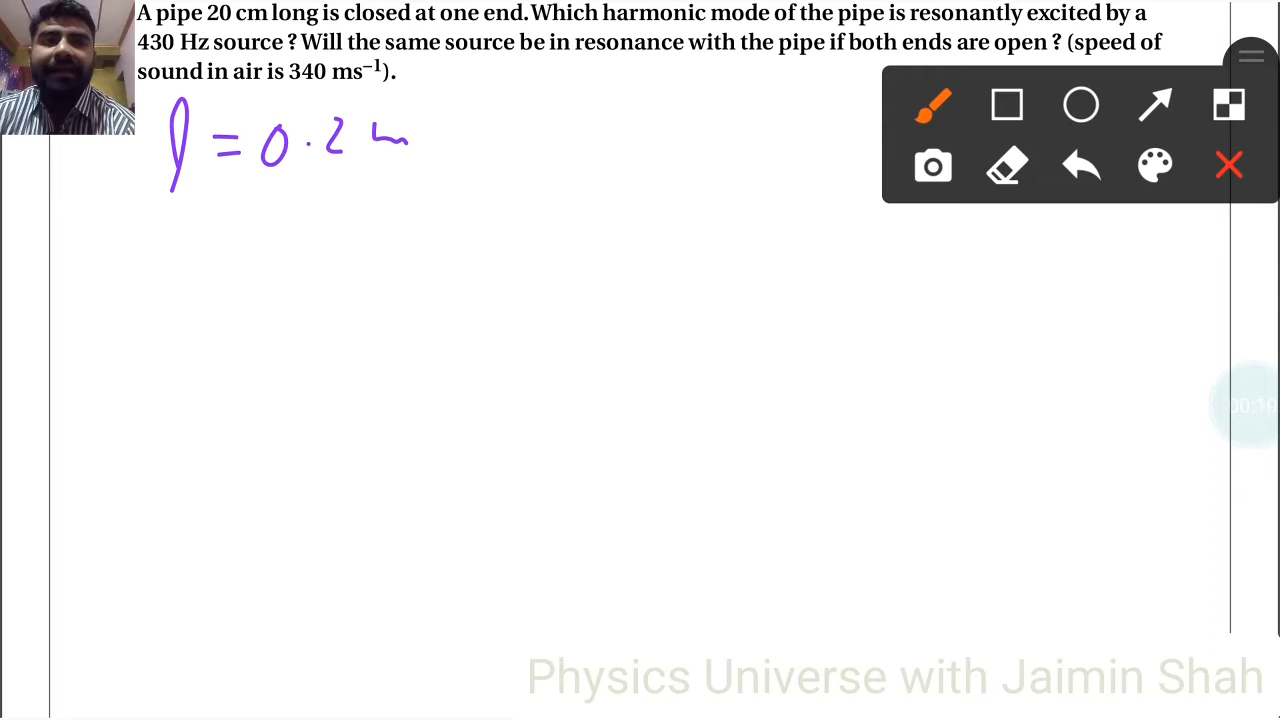 A pipe 20 cm long is closed at one end. Which harmonic mode of the pipe is resonantly excited by a
430 Hz source ? Will the same source be in resonance with the pipe if both ends are open ? (speed of
sound in air is 340 ms⁻¹).
l = 0.2 m
00:10
Physics Universe with Jaimin Shah